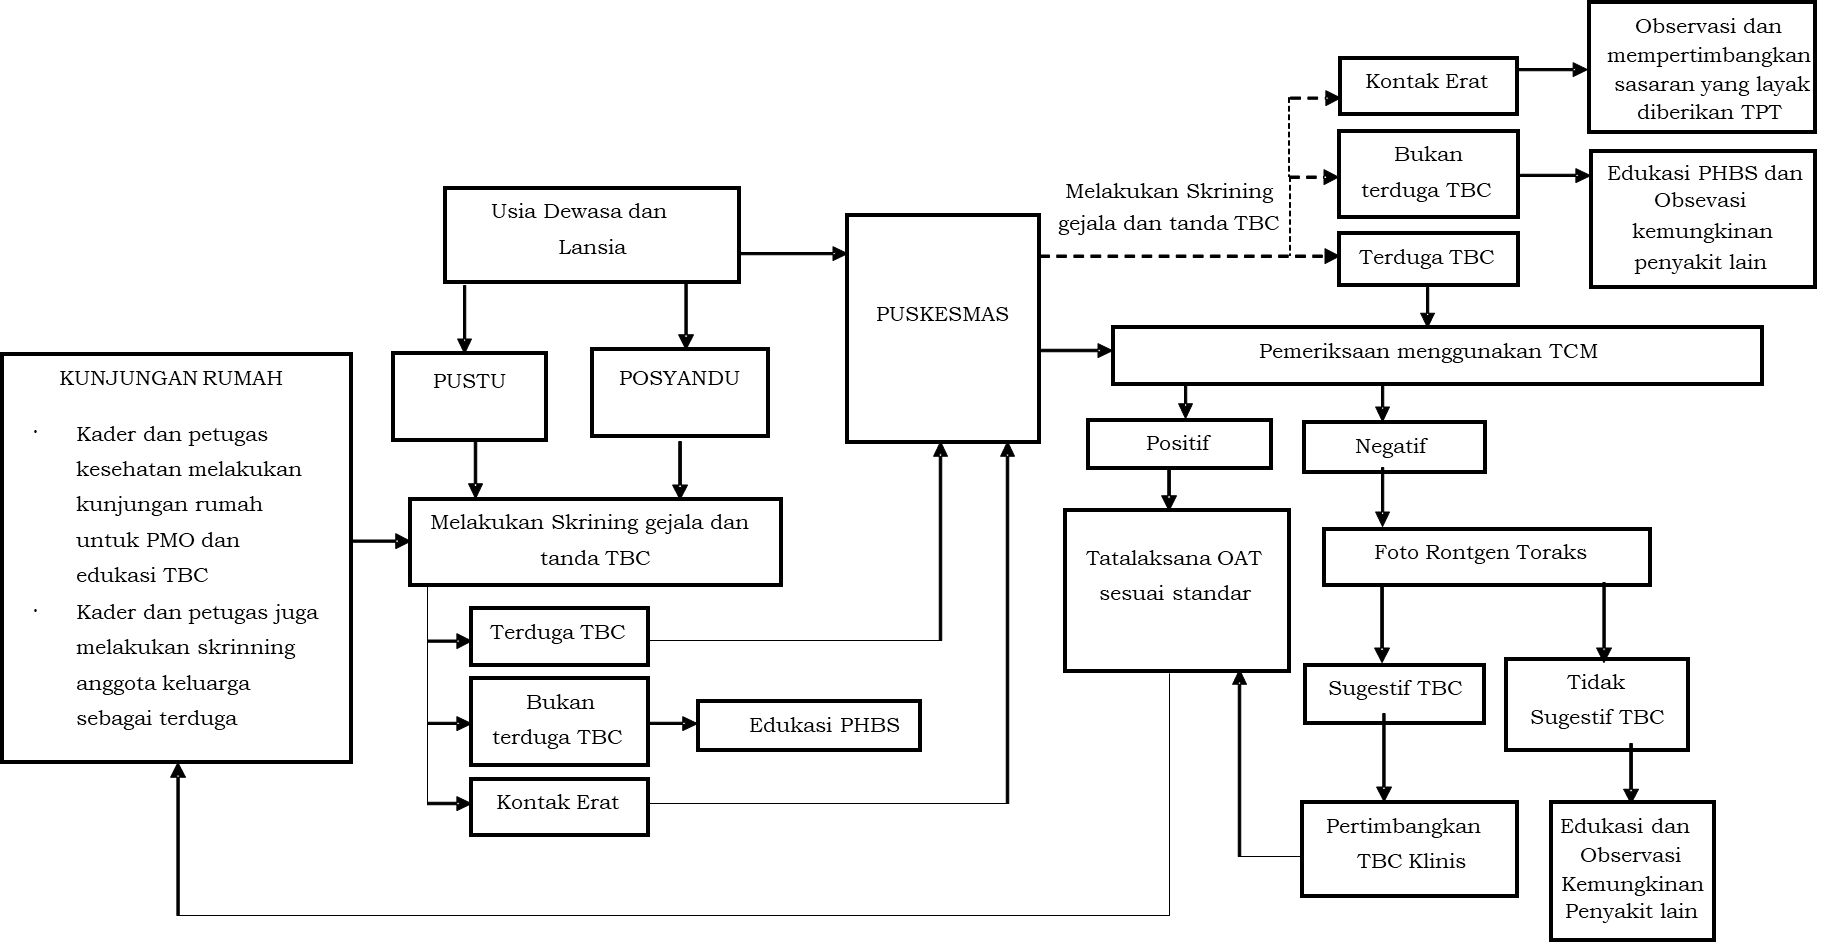 Observasi dan
mempertimbangkan
sasaran yang layak
diberikan TPT
Kontak Erat
Bukan
terduga TBC
Edukasi PHBS dan
Obsevasi
kemungkinan
penyakit lain
Melakukan Skrining
gejala dan tanda TBC
Terduga TBC
Usia Dewasa dan
Lansia
PUSKESMAS
Pemeriksaan menggunakan TCM
PUSTU
POSYANDU
KUNJUNGAN RUMAH
· Kader dan petugas
kesehatan melakukan
kunjungan rumah
untuk PMO dan
edukasi TBC
· Kader dan petugas juga
melakukan skrinning
anggota keluarga
sebagai terduga
Melakukan Skrining gejala dan
tanda TBC
Terduga TBC
Bukan
terduga TBC
Edukasi PHBS
Kontak Erat
Positif
Negatif
Tatalaksana OAT
sesuai standar
Foto Rontgen Toraks
Sugestif TBC
Tidak
Sugestif TBC
Pertimbangkan
TBC Klinis
Edukasi dan
Observasi
Kemungkinan
Penyakit lain